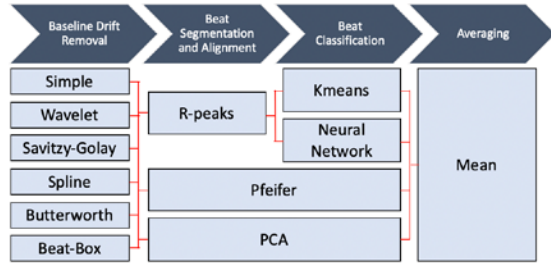 Baseline Drift
Removal
Beat
Segmentation
and Alignment
Beat
Classification
Averaging
Simple
Wavelet
Savitzy-Golay
Spline
Butterworth
Beat-Box
R-peaks
Kmeans
Neural
Network
Pfeifer
PCA
Mean